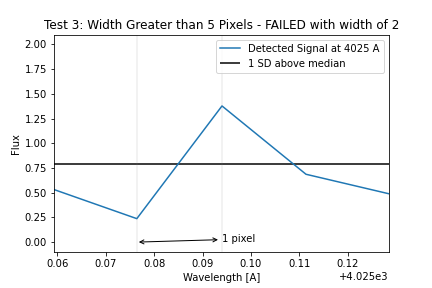 Test 3: Width Greater than 5 Pixels - FAILED with width of 2
Detected Signal at 4025 A
1 SD above median
Flux
2.00
1.75
1.50
1.25
1.00
0.75
0.50
0.25
0.00
1 pixel
0.06 0.07 0.08 0.09 0.10 0.11 0.12
+4.025e3
Wavelength [A]